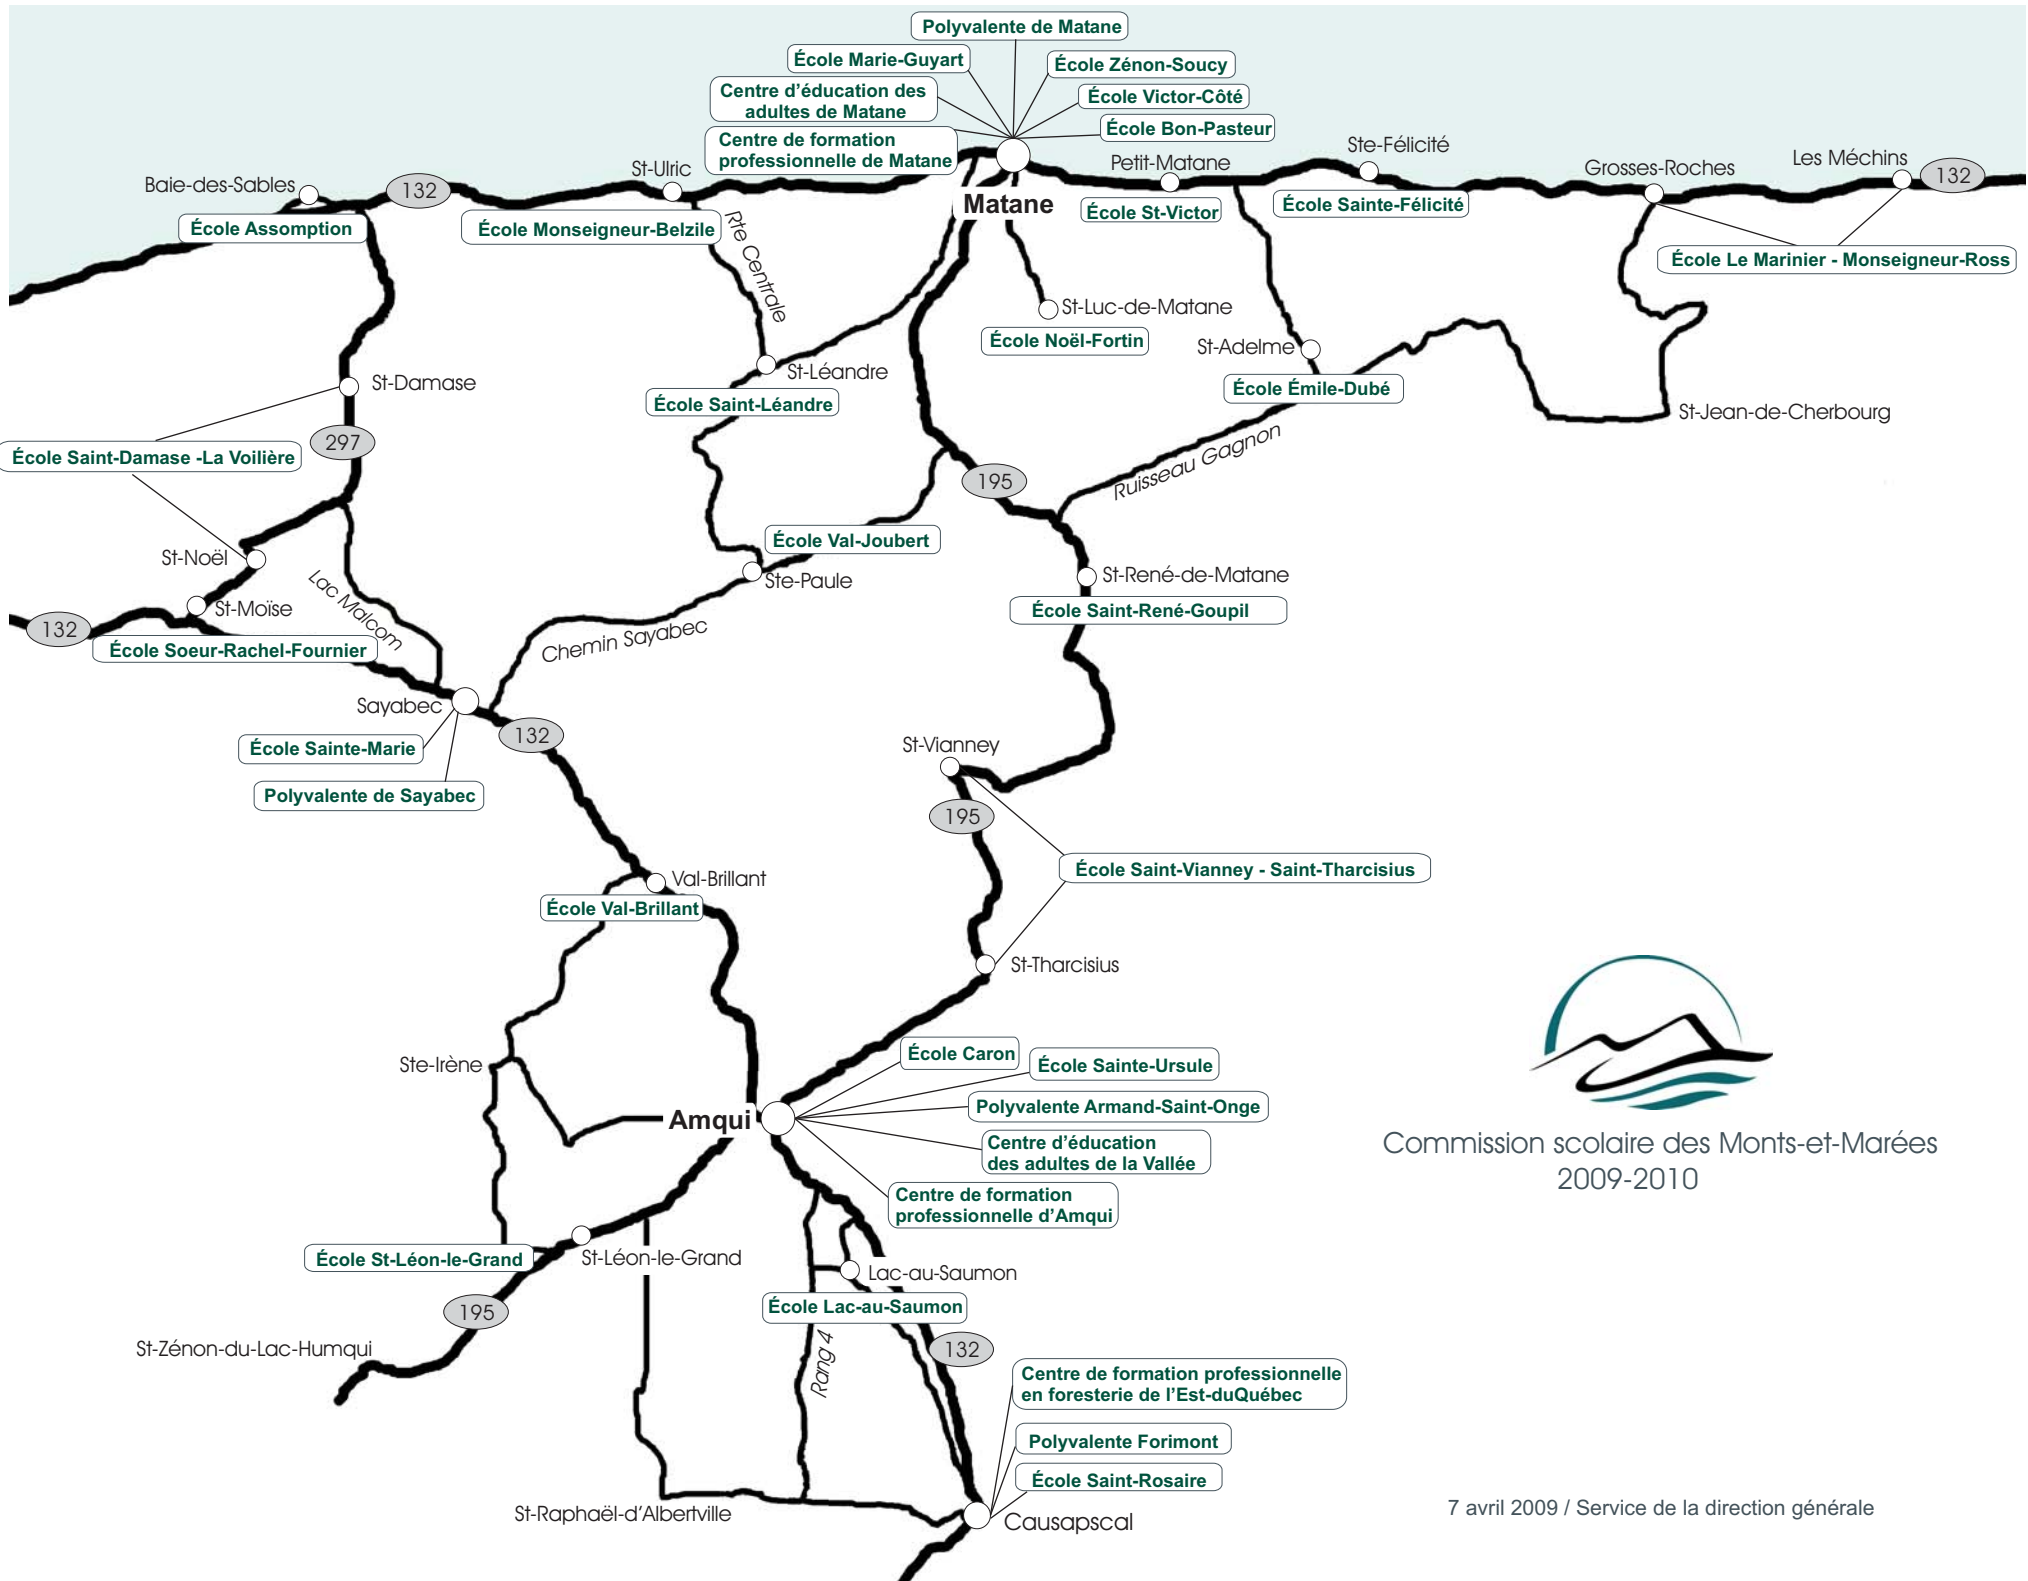 Polyvalente de Matane
École Marie-Guyart
École Zénon-Soucy
Centre d'éducation des
adultes de Matane
École Victor-Côté
École Bon-Pasteur
Centre de formation
professionnelle de Matane
Baie-des-Sables
132
St-Ulric
Matane
Petit-Matane
Ste-Félicité
Grosses-Roches
Les Méchins
132
École Assomption
École Monseigneur-Belzile
École St-Victor
École Sainte-Félicité
École Le Marinier - Monseigneur-Ross
Rte Centrale
St-Luc-de-Matane
École Noël-Fortin
St-Adelme
École Émile-Dubé
St-Jean-de-Cherbourg
St-Damase
St-Léandre
École Saint-Léandre
297
École Saint-Damase -La Voilière
195
Ruisseau Gagnon
École Val-Joubert
Ste-Paule
St-Noël
St-Moïse
Lac Malcom
132
École Soeur-Rachel-Fournier
Chemin Sayabec
St-René-de-Matane
École Saint-René-Goupil
Sayabec
132
École Sainte-Marie
Polyvalente de Sayabec
St-Vianney
195
École Saint-Vianney - Saint-Tharcisius
Val-Brillant
École Val-Brillant
St-Tharcisius
Ste-Irène
Amqui
École Caron
École Sainte-Ursule
Polyvalente Armand-Saint-Onge
Centre d'éducation
des adultes de la Vallée
Centre de formation
professionnelle d'Amqui
Commission scolaire des Monts-et-Marées
2009-2010
École St-Léon-le-Grand
St-Léon-le-Grand
Lac-au-Saumon
École Lac-au-Saumon
195
St-Zénon-du-Lac-Humqui
Rang 4
132
Centre de formation professionnelle
en foresterie de l'Est-duQuébec
Polyvalente Forimont
École Saint-Rosaire
St-Raphaël-d'Albertville
Causapscal
7 avril 2009 / Service de la direction générale